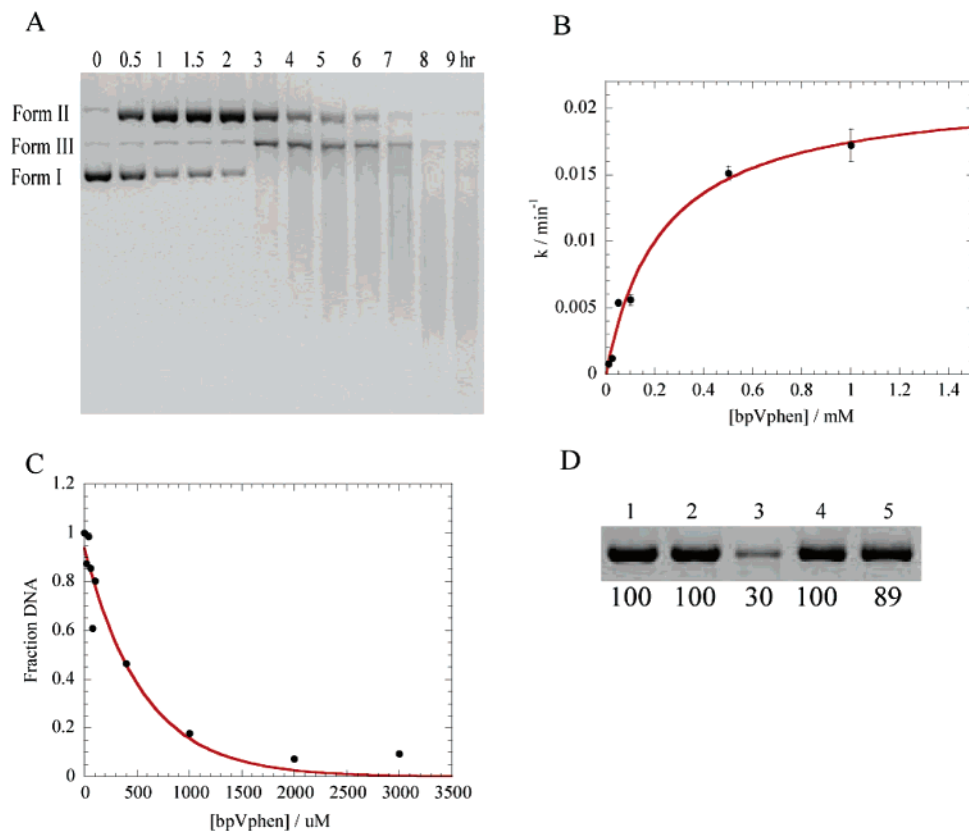 A
0 0.5 1 1.5 2 3 4 5 6 7 8 9 hr
Form II
Form III
Form I
B
0.02
0.015
0.01
0.005
0
k / min⁻¹
0 0.2 0.4 0.6 0.8 1 1.2 1.4
[bpVphen] / mM
C
1.2
1
0.8
0.6
0.4
0.2
0
Fraction DNA
0 500 1000 1500 2000 2500 3000 3500
[bpVphen] / uM
D
1 2 3 4 5
100 100 30 100 89